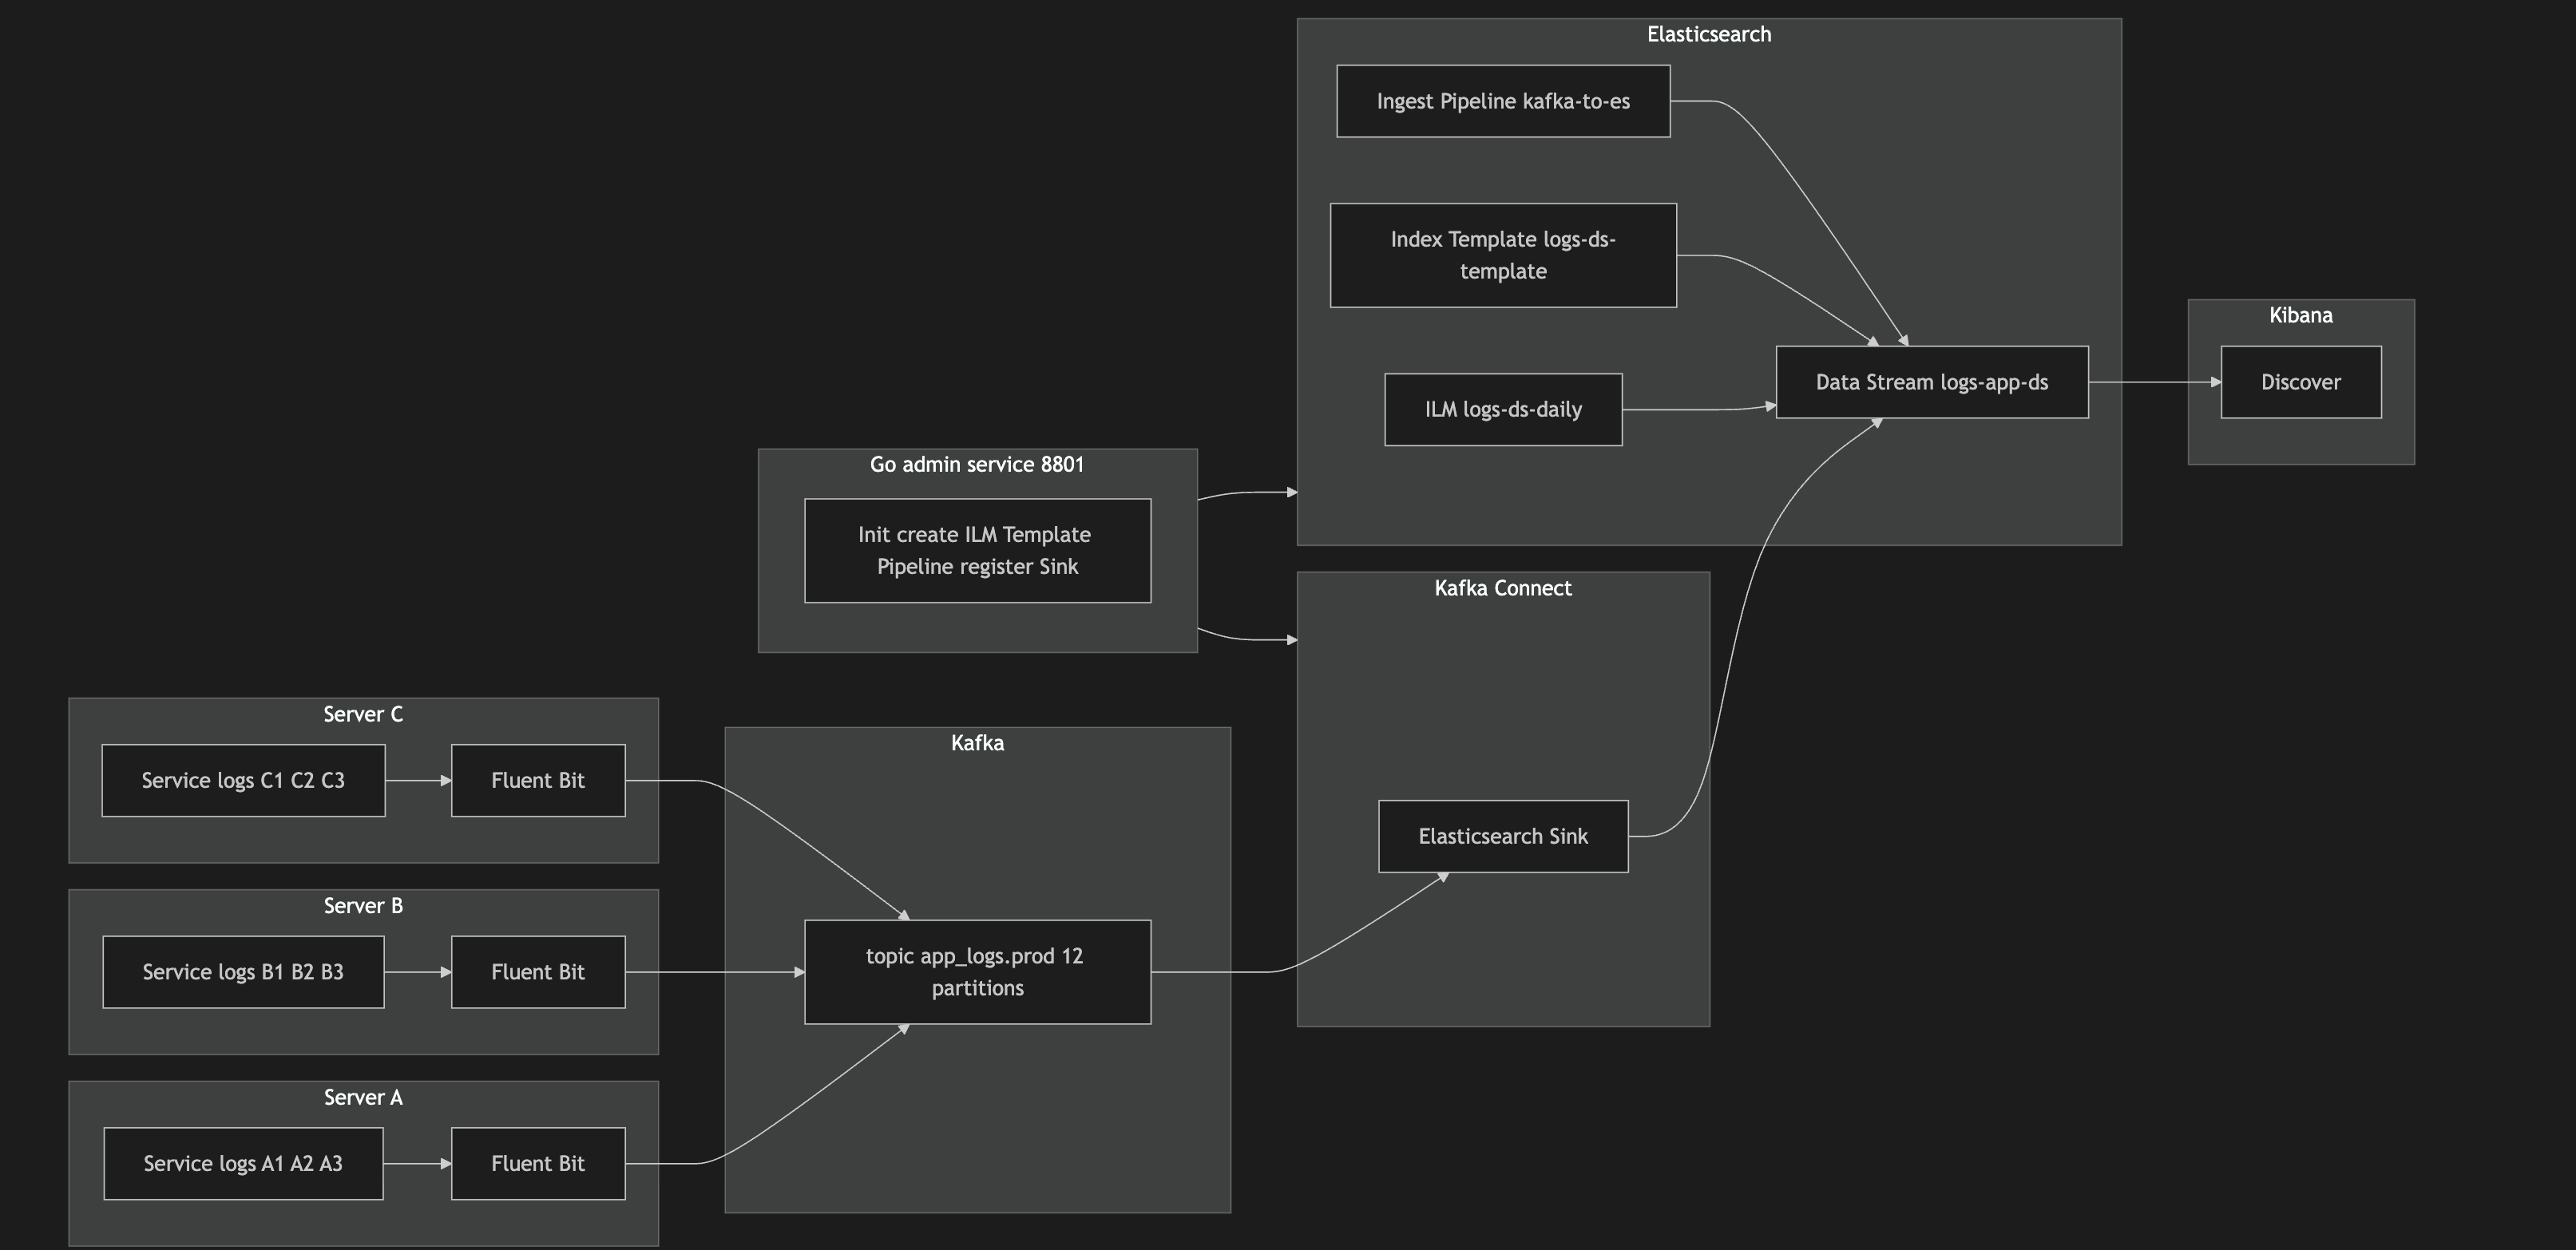 Elasticsearch
Ingest Pipeline kafka-to-es
Index Template logs-ds-
template
ILM logs-ds-daily
Data Stream logs-app-ds
Kibana
Discover
Go admin service 8801
Init create ILM Template
Pipeline register Sink
Kafka Connect
Elasticsearch Sink
Server C
Service logs C1 C2 C3
Fluent Bit
Kafka
topic app_logs.prod 12
partitions
Server B
Service logs B1 B2 B3
Fluent Bit
Server A
Service logs A1 A2 A3
Fluent Bit